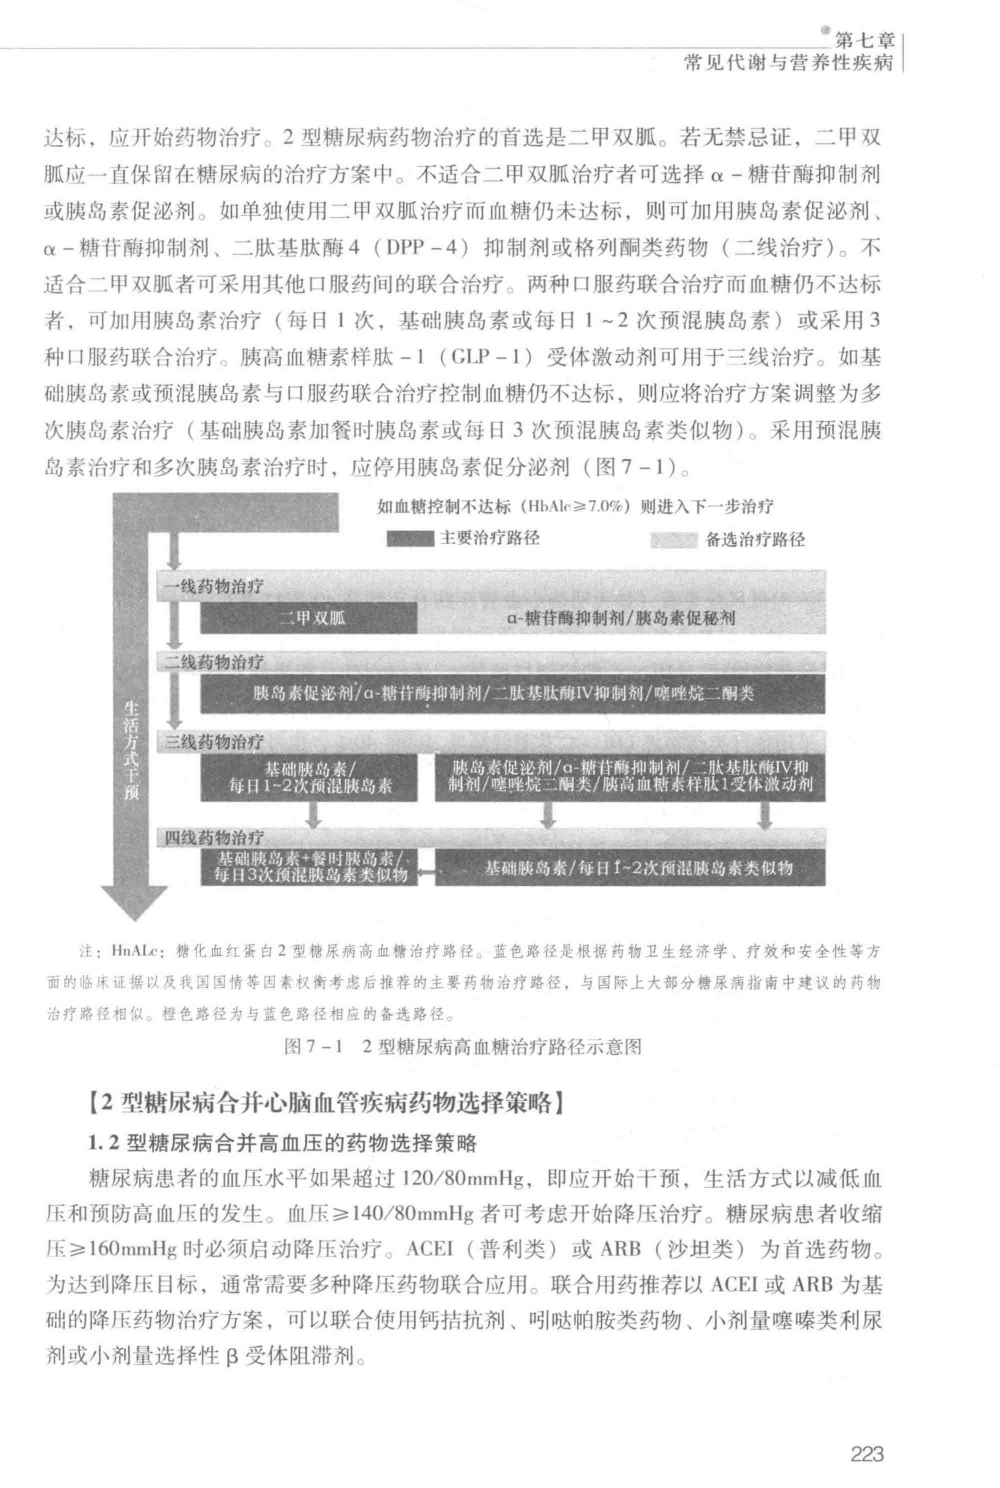 第七章
常见代谢与营养性疾病
达标，应开始药物治疗。2 型糖尿病药物治疗的首选是二甲双胍。若无禁忌证，二甲双
胍应一直保留在糖尿病的治疗方案中。不适合二甲双胍治疗者可选择 α－糖苷酶抑制剂
或胰岛素促泌剂。如单独使用二甲双胍治疗而血糖仍未达标，则可加用胰岛素促泌剂、
α－糖苷酶抑制剂、二肽基肽酶 4（DPP－4）抑制剂或格列酮类药物（二线治疗）。不
适合二甲双胍者可采用其他口服药间的联合治疗。两种口服药联合治疗而血糖仍不达标
者，可加用胰岛素治疗（每日 1 次，基础胰岛素或每日 1～2 次预混胰岛素）或采用 3
种口服药联合治疗。胰高血糖素样肽－1（GLP－1）受体激动剂可用于三线治疗。如基
础胰岛素或预混胰岛素与口服药联合治疗控制血糖仍不达标，则应将治疗方案调整为多
次胰岛素治疗（基础胰岛素加餐时胰岛素或每日 3 次预混胰岛素类似物）。采用预混胰
岛素治疗和多次胰岛素治疗时，应停用胰岛素促分泌剂（图 7－1）。
如血糖控制不达标（HbAlc≥7.0%）则进入下一步治疗
主要治疗路径
备选治疗路径
一线药物治疗
二甲双胍
α-糖苷酶抑制剂/胰岛素促秘剂
二线药物治疗
胰岛素促泌剂/α-糖苷酶抑制剂/二肽基肽酶IV抑制剂/噻唑烷二酮类
生活方式干预
三线药物治疗
基础胰岛素/
每日1~2次预混胰岛素
胰岛素促泌剂/α-糖苷酶抑制剂/二肽基肽酶IV抑
制剂/噻唑烷二酮类/胰高血糖素样肽1受体激动剂
四线药物治疗
基础胰岛素+餐时胰岛素/
每日3次预混胰岛素类似物
基础胰岛素/每日1~2次预混胰岛素类似物
注：HnALc：糖化血红蛋白 2 型糖尿病高血糖治疗路径。蓝色路径是根据药物卫生经济学、疗效和安全性等方
面的临床证据以及我国国情等因素权衡考虑后推荐的主要药物治疗路径，与国际上大部分糖尿病指南中建议的药物
治疗路径相似。橙色路径为与蓝色路径相应的备选路径。
图 7－1　2 型糖尿病高血糖治疗路径示意图
【2 型糖尿病合并心脑血管疾病药物选择策略】
1. 2 型糖尿病合并高血压的药物选择策略
糖尿病患者的血压水平如果超过 120/80mmHg，即应开始干预，生活方式以减低血
压和预防高血压的发生。血压≥140/80mmHg 者可考虑开始降压治疗。糖尿病患者收缩
压≥160mmHg 时必须启动降压治疗。ACEI（普利类）或 ARB（沙坦类）为首选药物。
为达到降压目标，通常需要多种降压药物联合应用。联合用药推荐以 ACEI 或 ARB 为基
础的降压药物治疗方案，可以联合使用钙拮抗剂、吲哒帕胺类药物、小剂量噻嗪类利尿
剂或小剂量选择性 β 受体阻滞剂。
223